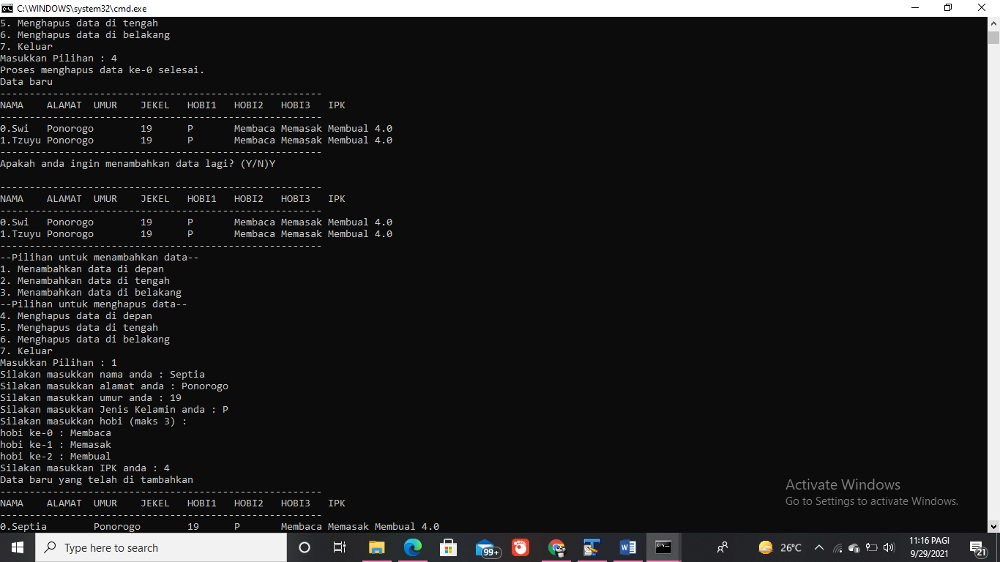 C:\WINDOWS\system32\cmd.exe
5. Menghapus data di tengah
6. Menghapus data di belakang
7. Keluar
Masukkan Pilihan : 4
Proses menghapus data ke-0 selesai.
Data baru
-------------------------------------------------------
NAMA    ALAMAT  UMUR    JEKEL   HOBI1   HOBI2   HOBI3   IPK
-------------------------------------------------------
0.Swi   Ponorogo        19      P       Membaca Memasak Membual 4.0
1.Tzuyu Ponorogo        19      P       Membaca Memasak Membual 4.0
-------------------------------------------------------
Apakah anda ingin menambahkan data lagi? (Y/N)Y
-------------------------------------------------------
NAMA    ALAMAT  UMUR    JEKEL   HOBI1   HOBI2   HOBI3   IPK
-------------------------------------------------------
0.Swi   Ponorogo        19      P       Membaca Memasak Membual 4.0
1.Tzuyu Ponorogo        19      P       Membaca Memasak Membual 4.0
-------------------------------------------------------
--Pilihan untuk menambahkan data--
1. Menambahkan data di depan
2. Menambahkan data di tengah
3. Menambahkan data di belakang
--Pilihan untuk menghapus data--
4. Menghapus data di depan
5. Menghapus data di tengah
6. Menghapus data di belakang
7. Keluar
Masukkan Pilihan : 1
Silakan masukkan nama anda : Septia
Silakan masukkan alamat anda : Ponorogo
Silakan masukkan umur anda : 19
Silakan masukkan Jenis Kelamin anda : P
Silakan masukkan hobi (maks 3) :
hobi ke-0 : Membaca
hobi ke-1 : Memasak
hobi ke-2 : Membual
Silakan masukkan IPK anda : 4
Data baru yang telah di tambahkan
-------------------------------------------------------
NAMA    ALAMAT  UMUR    JEKEL   HOBI1   HOBI2   HOBI3   IPK
-------------------------------------------------------
0.Septia        Ponorogo        19      P       Membaca Memasak Membual 4.0
Activate Windows
Go to Settings to activate Windows.
Type here to search
99+
26°C
11:16 PAGI
9/29/2021
21